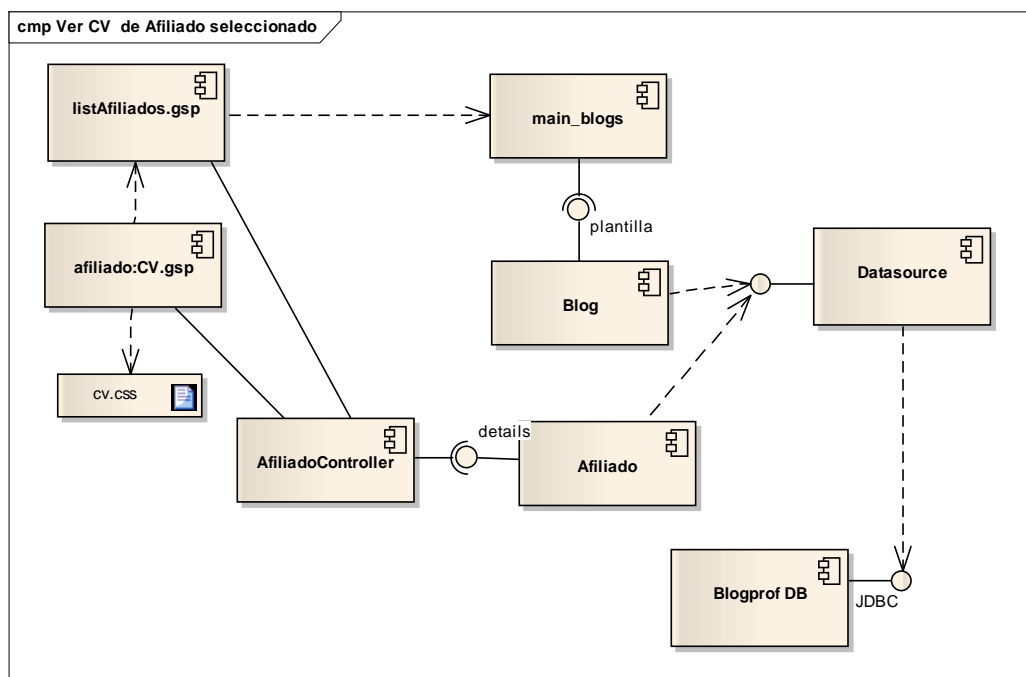 cmp Ver CV de Afiliado seleccionado
listAfiliados.gsp
main_blogs
plantilla
afiliado:CV.gsp
Blog
Datasource
CV.CSS
AfiliadoController
details
Afiliado
Blogprof DB
JDBC